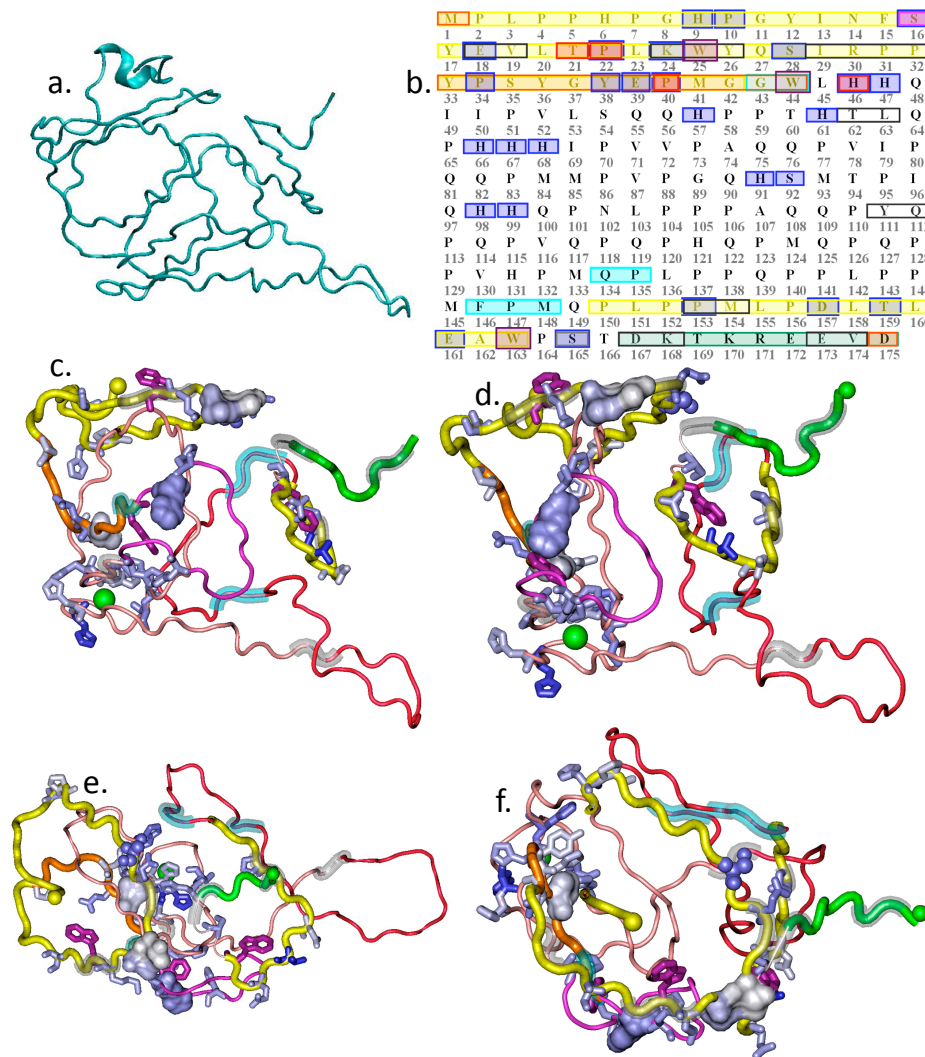 a.
b.
M P L P P H P G H P G Y I N F S
1 2 3 4 5 6 7 8 9 10 11 12 13 14 15 16
Y E V L T P L K W Y Q S I R P P
17 18 19 20 21 22 23 24 25 26 27 28 29 30 31 32
Y P S Y G Y E P M G G W L H H Q
33 34 35 36 37 38 39 40 41 42 43 44 45 46 47 48
I I P V L S Q Q H P P T H T L Q
49 50 51 52 53 54 55 56 57 58 59 60 61 62 63 64
P H H H I P V V P A Q Q P V I P
65 66 67 68 69 70 71 72 73 74 75 76 77 78 79 80
Q Q P M M P V P G Q H S M T P I
81 82 83 84 85 86 87 88 89 90 91 92 93 94 95 96
Q H H Q P N L P P P A Q Q P Y Q
97 98 99 100 101 102 103 104 105 106 107 108 109 110 111 112
P Q P V Q P Q P H Q P M Q P Q P
113 114 115 116 117 118 119 120 121 122 123 124 125 126 127 128
P V H P M Q P L P P Q P P L P P
129 130 131 132 133 134 135 136 137 138 139 140 141 142 143 144
M F P M Q P L P P M L P D L T L
145 146 147 148 149 150 151 152 153 154 155 156 157 158 159 160
E A W P S T D K T K R E E V D
161 162 163 164 165 166 167 168 169 170 171 172 173 174 175
c.
d.
e.
f.